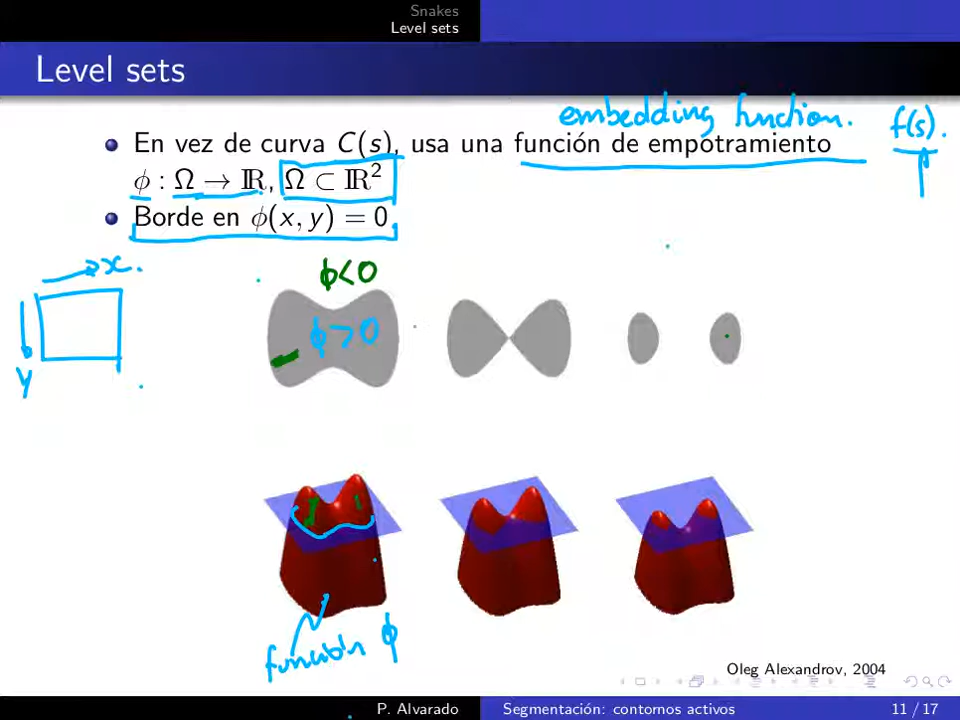 Snakes
Level sets
Level sets
embedding function. f(s).
En vez de curva C(s), usa una función de empotramiento
ϕ : Ω → ℝ, Ω ⊂ ℝ²
Borde en ϕ(x, y) = 0
x.
y
ϕ<0
ϕ>0
función ϕ
Oleg Alexandrov, 2004
P. Alvarado Segmentación: contornos activos 11 / 17